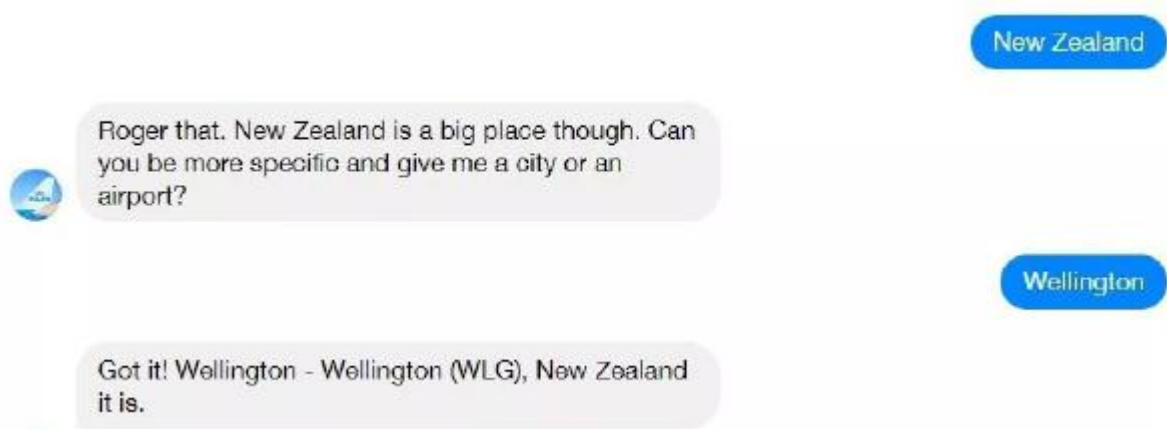 New Zealand
Roger that. New Zealand is a big place though. Can
you be more specific and give me a city or an
airport?
Wellington
Got it! Wellington - Wellington (WLG), New Zealand
it is.